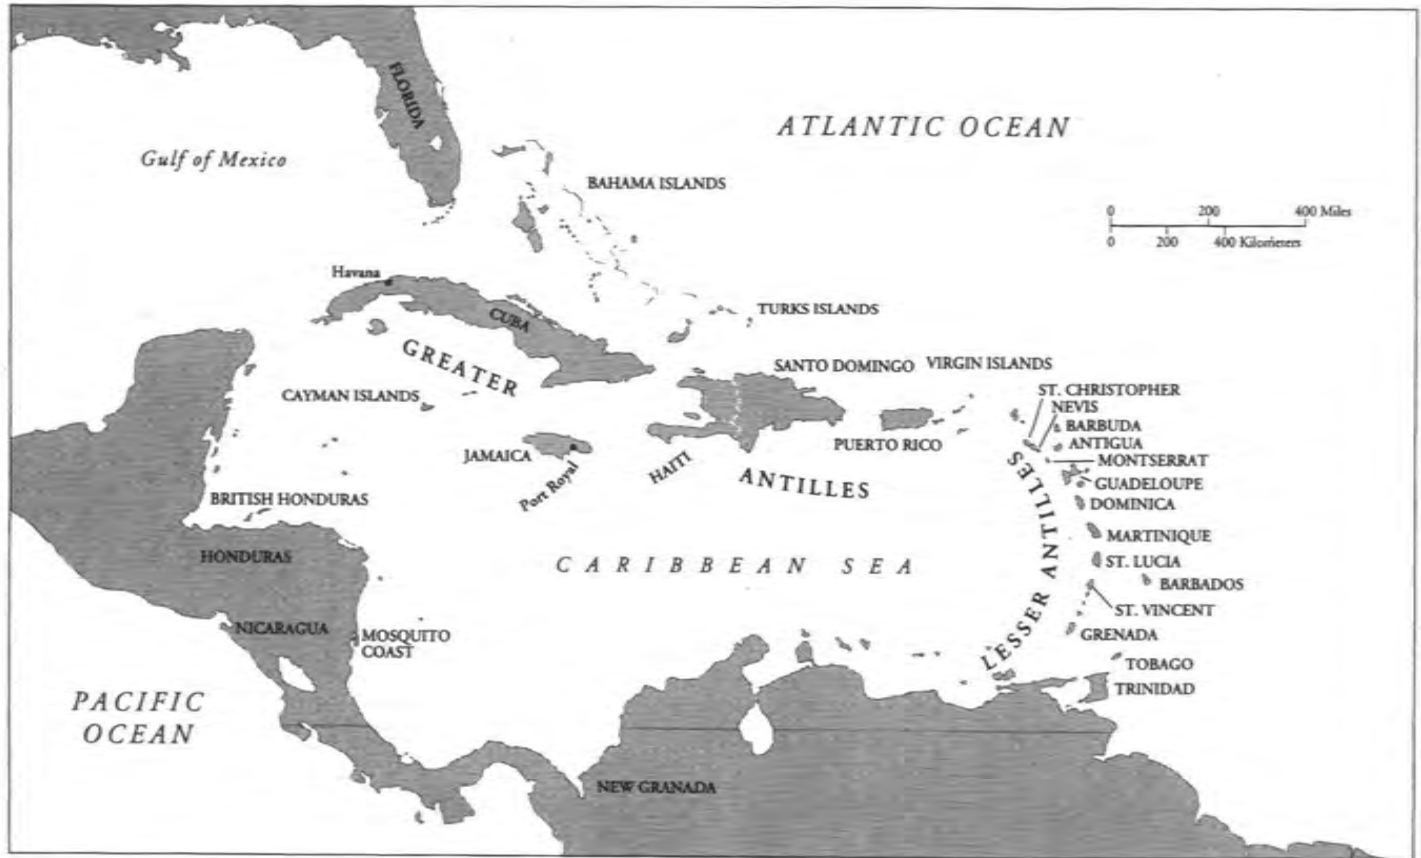 FLORIDA
ATLANTIC OCEAN
Gulf of Mexico
BAHAMA ISLANDS
0 200 400 Miles
0 200 400 Kilometers
Havana
CUBA
TURKS ISLANDS
GREATER
SANTO DOMINGO
VIRGIN ISLANDS
CAYMAN ISLANDS
ST. CHRISTOPHER
NEVIS
BARBUDA
ANTIGUA
PUERTO RICO
JAMAICA
Port Royal
HAITI
ANTILLES
MONTSERRAT
GUADELOUPE
DOMINICA
BRITISH HONDURAS
LESSER ANTILLES
MARTINIQUE
HONDURAS
CARIBBEAN SEA
ST. LUCIA
BARBADOS
ST. VINCENT
NICARAGUA
MOSQUITO
COAST
GRENADA
TOBAGO
TRINIDAD
PACIFIC
OCEAN
NEW GRANADA